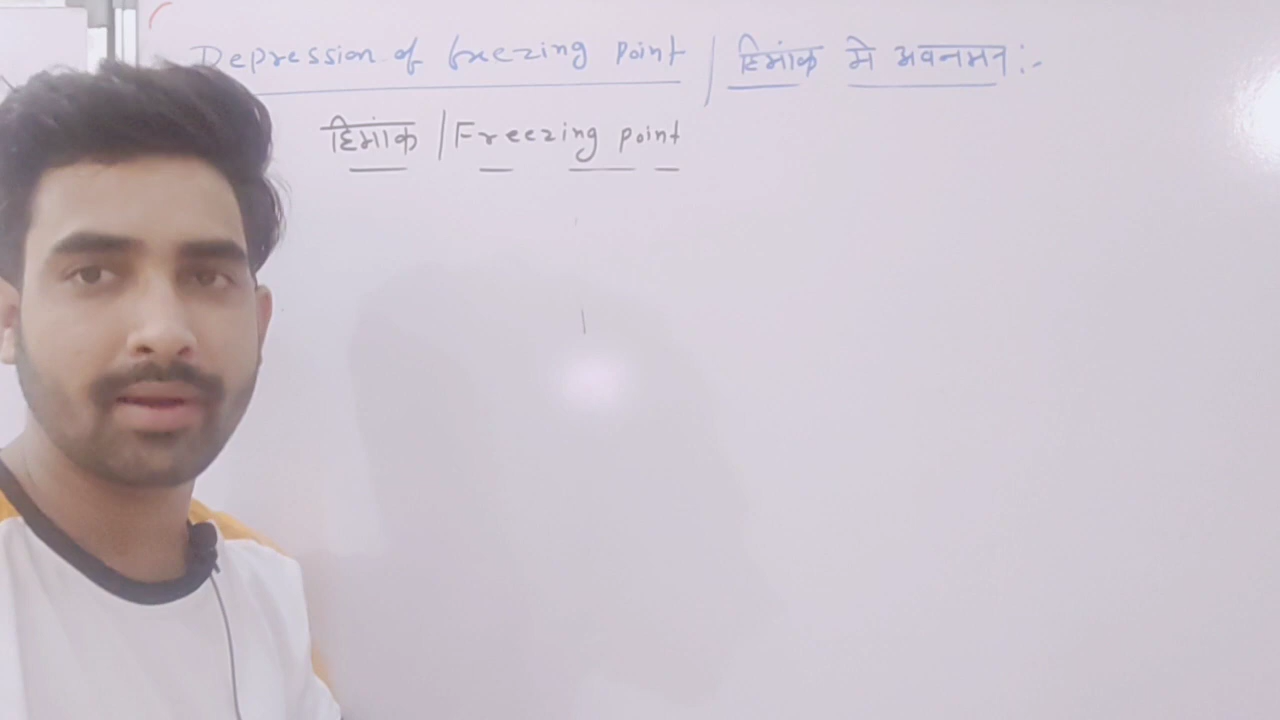 Depression of freezing point / हिमांक मे अवनमन :-
हिमांक / Freezing point